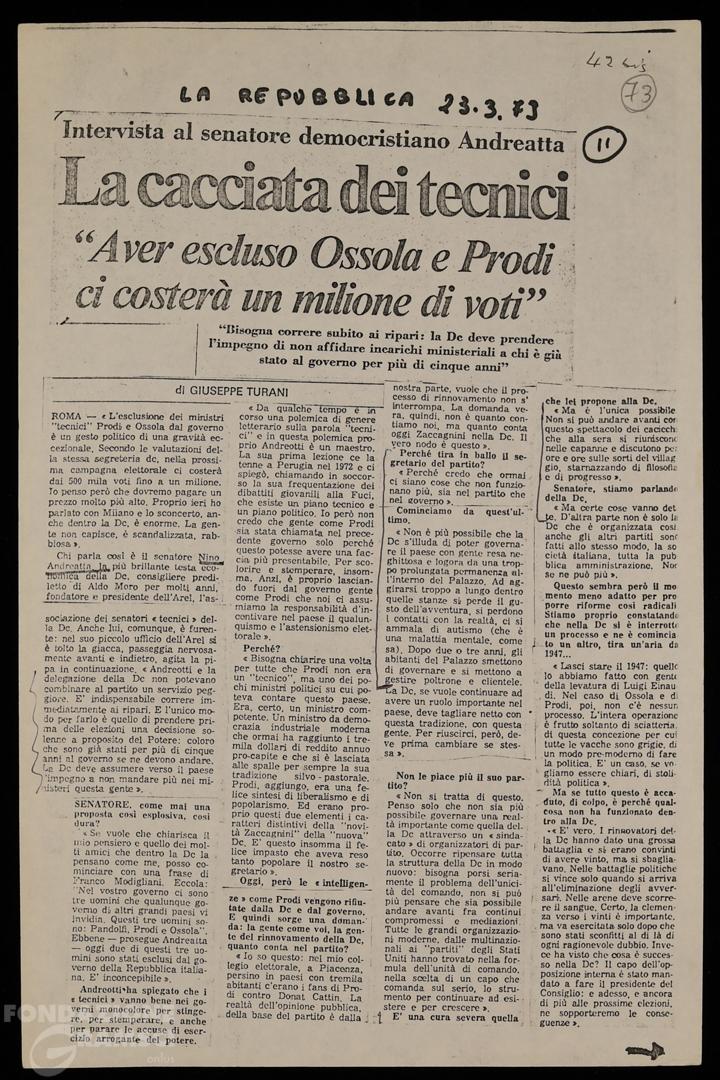 42 bis
73
LA REPUBBLICA 23.3.79
11
Intervista al senatore democristiano Andreatta
La cacciata dei tecnici
“Aver escluso Ossola e Prodi
ci costerà un milione di voti”
“Bisogna correre subito ai ripari: la Dc deve prendere
l'impegno di non affidare incarichi ministeriali a chi è già
stato al governo per più di cinque anni”
di GIUSEPPE TURANI
ROMA — « L'esclusione dei ministri
"tecnici" Prodi e Ossola dal governo
è un gesto politico di una gravità ec-
cezionale. Secondo le valutazioni del-
la stessa segreteria dc, nella prossi-
ma campagna elettorale ci costerà
dai 500 mila voti fino a un milione.
Io penso però che dovremo pagare un
prezzo molto più alto. Proprio ieri ho
parlato con Milano e lo sconcerto, an-
che dentro la Dc, è enorme. La gen-
te non capisce, è scandalizzata, rab-
biosa ».
Chi parla così è il senatore Nino
Andreatta, la più brillante testa eco-
nomica della Dc, consigliere predi-
letto di Aldo Moro per molti anni,
fondatore e presidente dell'Arel, l'as-
sociazione dei senatori « tecnici » del-
la Dc. Anche lui, comunque, è furen-
te: nel suo piccolo ufficio dell'Arel si
è tolto la giacca, passeggia nervosa-
mente avanti e indietro, agita la pi-
pa in continuazione. « Andreotti e la
delegazione della Dc non potevano
combinare al partito un servizio peg-
giore. E' indispensabile correre im-
mediatamente ai ripari. E l'unico mo-
do per farlo è quello di prendere pri-
ma delle elezioni una decisione so-
lenne a proposito del Potere: coloro
che sono già stati per più di cinque
anni al governo se ne devono andare.
La Dc deve assumere verso il paese
l'impegno a non mandare più nei mi-
nisteri questa gente ».
SENATORE, come mai una
proposta così esplosiva, così
dura?
« Se vuole che chiarisca il
mio pensiero e quello dei mol-
ti amici che dentro la Dc la
pensano come me, posso co-
minciare con una frase di
Franco Modigliani. Eccola:
"Nel vostro governo ci sono
tre uomini che qualunque go-
verno di altri grandi paesi vi
invidia. Questi tre uomini so-
no: Pandolfi, Prodi e Ossola".
Ebbene — prosegue Andreatta
— oggi due di questi tre uo-
mini sono stati esclusi dal go-
verno della Repubblica italia-
na. E' inconcepibile ».
Andreotti ha spiegato che i
« tecnici » vanno bene nei go-
verni monocolori per stinge-
re, per stemperare, e anche
per parare le accuse di eser-
cizio arrogante del potere.
« Da qualche tempo è in
corso una polemica di genere
letterario sulla parola "tecni-
ci" e in questa polemica pro-
prio Andreotti è un maestro.
La sua prima lezione ce la
tenne a Perugia nel 1972 e ci
spiegò, chiamando in soccor-
so la sua frequentazione dei
dibattiti giovanili alla Fuci,
che esiste un piano tecnico e
un piano politico. Io però non
credo che gente come Prodi
sia stata chiamata nel prece-
dente governo solo perché
questo potesse avere una fac-
cia più presentabile. Per sco-
lorire e stemperare, insom-
ma. Anzi, è proprio lascian-
do fuori dal governo gente
come Prodi che noi ci assu-
miamo la responsabilità d'in-
contivare nel paese il qualun-
quismo e l'astensionismo elet-
torale ».
Perché?
« Bisogna chiarire una volta
per tutte che Prodi non era
un "tecnico", ma uno dei po-
chi ministri politici su cui po-
teva contare questo paese.
Era, certo, un ministro com-
petente. Un ministro da demo-
crazia industriale moderna
che ormai ha raggiunto i tre-
mila dollari di reddito annuo
pro-capite e che si è lasciata
alle spalle per sempre la sua
tradizione silvo - pastorale.
Prodi, aggiungo, era una fe-
lice sintesi di liberalismo e di
popolarismo. Ed erano pro-
prio questi due elementi i ca-
ratteri distintivi della "novi-
tà Zaccagnini" della "nuova"
Dc. E' questo insomma il fe-
lice impasto che aveva reso
tanto popolare il nostro se-
gretario ».
Oggi, però le « intelligen-
ze » come Prodi vengono rifiu-
tate dalla Dc e dal governo.
E quindi sorge una doman-
da: la gente come voi, la gen-
te del rinnovamento della Dc,
quanto conta nel partito?
« Io so questo: nel mio col-
legio elettorale, a Piacenza,
persino in paesi con tremila
abitanti c'erano i fans di Pro-
di contro Donat Cattin. La
realtà dell'opinione pubblica,
della base del partito è dalla
nostra parte, vuole che il pro-
cesso di rinnovamento non s'
interrompa. La domanda ve-
ra, quindi, non è quanto con-
tiamo noi, ma quanto conta
oggi Zaccagnini nella Dc. Il
vero nodo è questo ».
Perché tira in ballo il se-
gretario del partito?
« Perché credo che ormai
ci siano cose che non funzio-
nano più, sia nel partito che
nel governo ».
Cominciamo da quest'ul-
timo.
« Non è più possibile che la
Dc s'illuda di poter governa-
re il paese con gente resa ne-
ghittosa e logora da una trop-
po prolungata permanenza al-
l'interno del Palazzo. Ad ag-
girarsi troppo a lungo dentro
quelle stanze si perde il gu-
sto dell'avventura, si perdono
i contatti con la realtà, ci si
ammala di autismo (che è
una malattia mentale, come
sa). Dopo due o tre anni, gli
abitanti del Palazzo smettono
di governare e si mettono a
gestire poltrone e clientele.
La Dc, se vuole continuare ad
avere un ruolo importante nel
paese, deve tagliare netto con
questa tradizione, con questa
gente. Per riuscirci, però, de-
ve prima cambiare se stes-
sa ».
Non le piace più il suo par-
tito?
« Non si tratta di questo.
Penso solo che non sia più
possibile governare una real-
tà importante come quella del-
la Dc attraverso un « sinda-
cato » di organizzatori di par-
tito. Occorre ripensare tutta
la struttura della Dc in modo
nuovo: bisogna porsi seria-
mente il problema dell'unici-
tà del comando, non si può
più pensare che sia possibile
andare avanti fra continui
compromessi e mediazioni.
Tutte le grandi organizzazio-
ni moderne, dalle multinazio-
nali ai "partiti" degli Stati
Uniti hanno trovato nella for-
mula dell'unità di comando,
nella scelta di un capo che
comanda sul serio, lo stru-
mento per continuare ad esi-
stere e per crescere ».
E' una cura severa quella
che lei propone alla Dc.
« Ma è l'unica possibile
Non si può andare avanti con
questo spettacolo dei cacicchi
che alla sera si riuniscono
nelle capanne e discutono per
ore e ore sulle sorti del villag
gio, starnazzando di filosofia
e di progresso ».
Senatore, stiamo parlando
della Dc,
« Ma certe cose vanno det
te. D'altra parte non è solo la
Dc che è organizzata così,
anche gli altri partiti sono
fatti allo stesso modo, la so
cietà italiana, tutta la pub
blica amministrazione. Non
se ne può più ».
Questo sembra però il mo
mento meno adatto per pro
porre riforme così radicali
Stiamo proprio constatando
che nella Dc si è interrotto
un processo e ne è comincia
to un altro, tira un'aria da
1947...
« Lasci stare il 1947: quello
lo abbiamo fatto con gente
della levatura di Luigi Einau
di. Nel caso di Ossola e di
Prodi, poi, non c'è nessun
processo. L'intera operazione
è frutto soltanto di sciatteria,
di questa concezione per cui
tutte le vacche sono grigie, di
un modo pre-moderno di fare
la politica. E' un caso, se vo-
gliamo essere chiari, di stoli-
dità politica ».
Ma se tutto questo è acca-
duto, di colpo, è perché qual-
cosa non ha funzionato den-
tro alla Dc.
« E' vero. I rinnovatori del-
la Dc hanno dato una grossa
battaglia e si erano convinti
di avere vinto, ma si sbaglia-
vano. Nelle battaglie politiche
si vince solo quando si arriva
all'eliminazione degli avver-
sari. Nelle arene deve scorre-
re il sangue. Certo, la clemen-
za verso i vinti è importante,
ma va esercitata solo dopo che
sono stati sconfitti al di là di
ogni ragionevole dubbio. Inve-
ce ha visto che cosa è succes-
so nella Dc? Il capo dell'op-
posizione interna è stato man-
dato a fare il presidente del
Consiglio: e adesso, e ancora
di più alle prossime elezioni,
ne sopporteremo le conse-
guenze ».
FOND
G
onlus